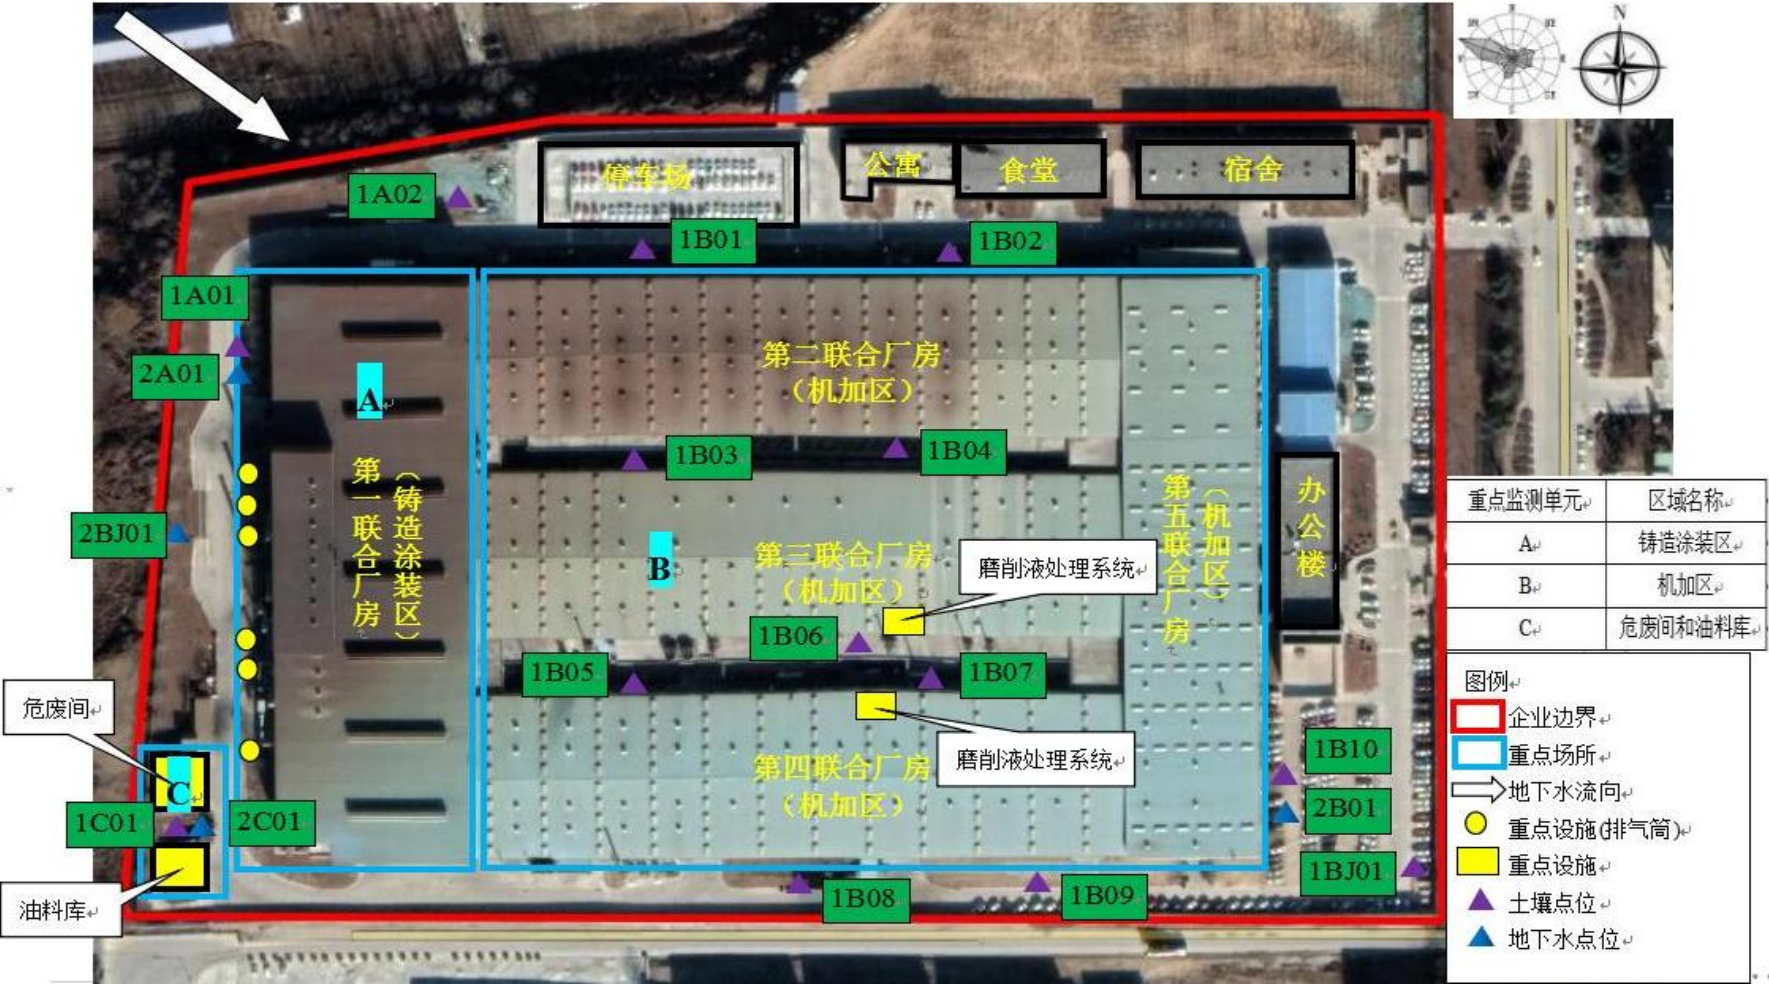 N
停车场
公寓
食堂
宿舍
1A02
1B01
1B02
1A01
2A01
第二联合厂房
（机加区）
A
1B03
1B04
2BJ01
第一联合厂房
（铸造涂装区）
B
第三联合厂房
（机加区）
磨削液处理系统
第五联合厂房
（机加区）
办公楼
1B06
1B05
1B07
磨削液处理系统
第四联合厂房
（机加区）
危废间
C
1C01
2C01
油料库
1B10
2B01
1BJ01
1B08
1B09
重点监测单元 区域名称
A 铸造涂装区
B 机加区
C 危废间和油料库
图例
企业边界
重点场所
地下水流向
重点设施(排气筒)
重点设施
土壤点位
地下水点位